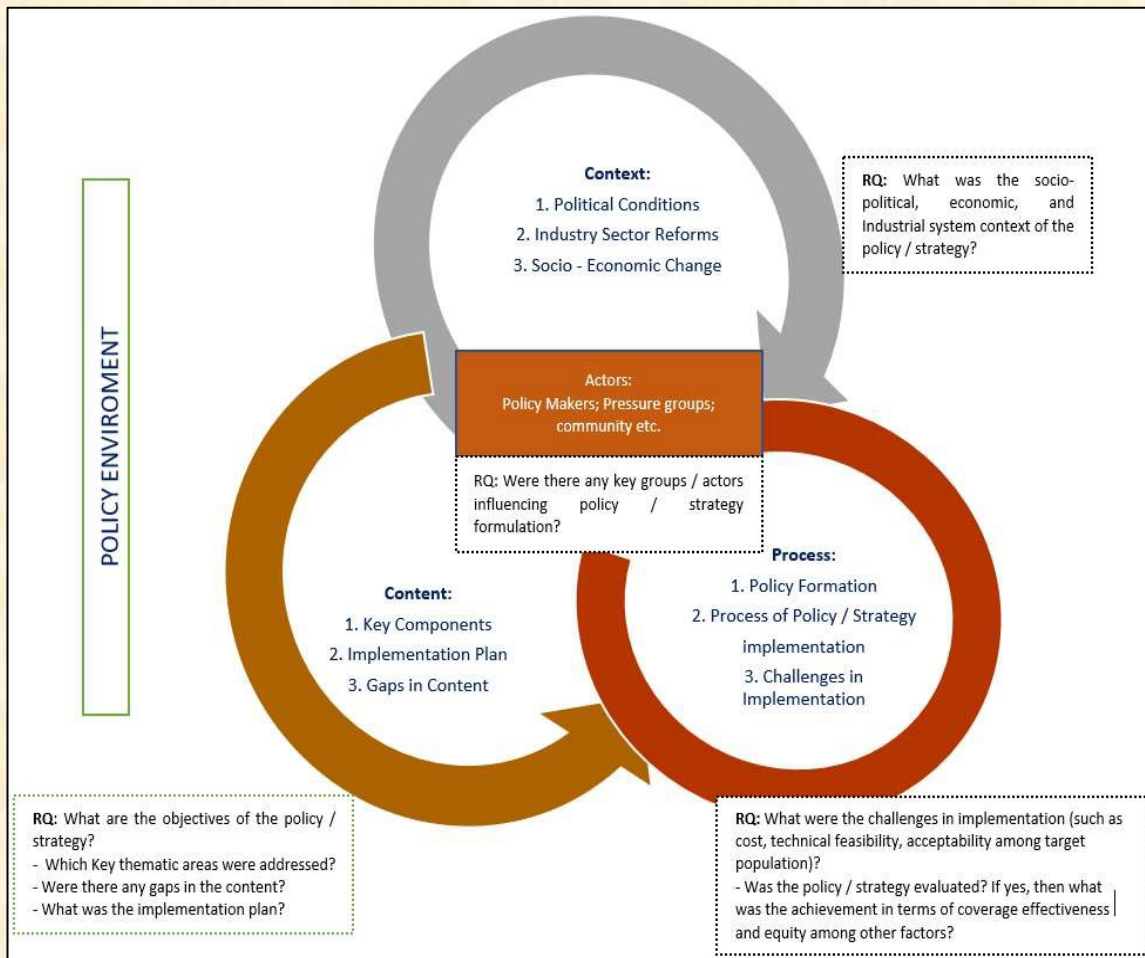 Context:
1. Political Conditions
2. Industry Sector Reforms
3. Socio - Economic Change
RQ: What was the socio-
political, economic, and
Industrial system context of the
policy / strategy?
POLICY ENVIROMENT
Actors:
Policy Makers; Pressure groups;
community etc.
RQ: Were there any key groups / actors
influencing policy / strategy
formulation?
Content:
1. Key Components
2. Implementation Plan
3. Gaps in Content
Process:
1. Policy Formation
2. Process of Policy / Strategy
implementation
3. Challenges in
Implementation
RQ: What are the objectives of the policy /
strategy?
- Which Key thematic areas were addressed?
- Were there any gaps in the content?
- What was the implementation plan?
RQ: What were the challenges in implementation (such as
cost, technical feasibility, acceptability among target
population)?
- Was the policy / strategy evaluated? If yes, then what
was the achievement in terms of coverage effectiveness
and equity among other factors?